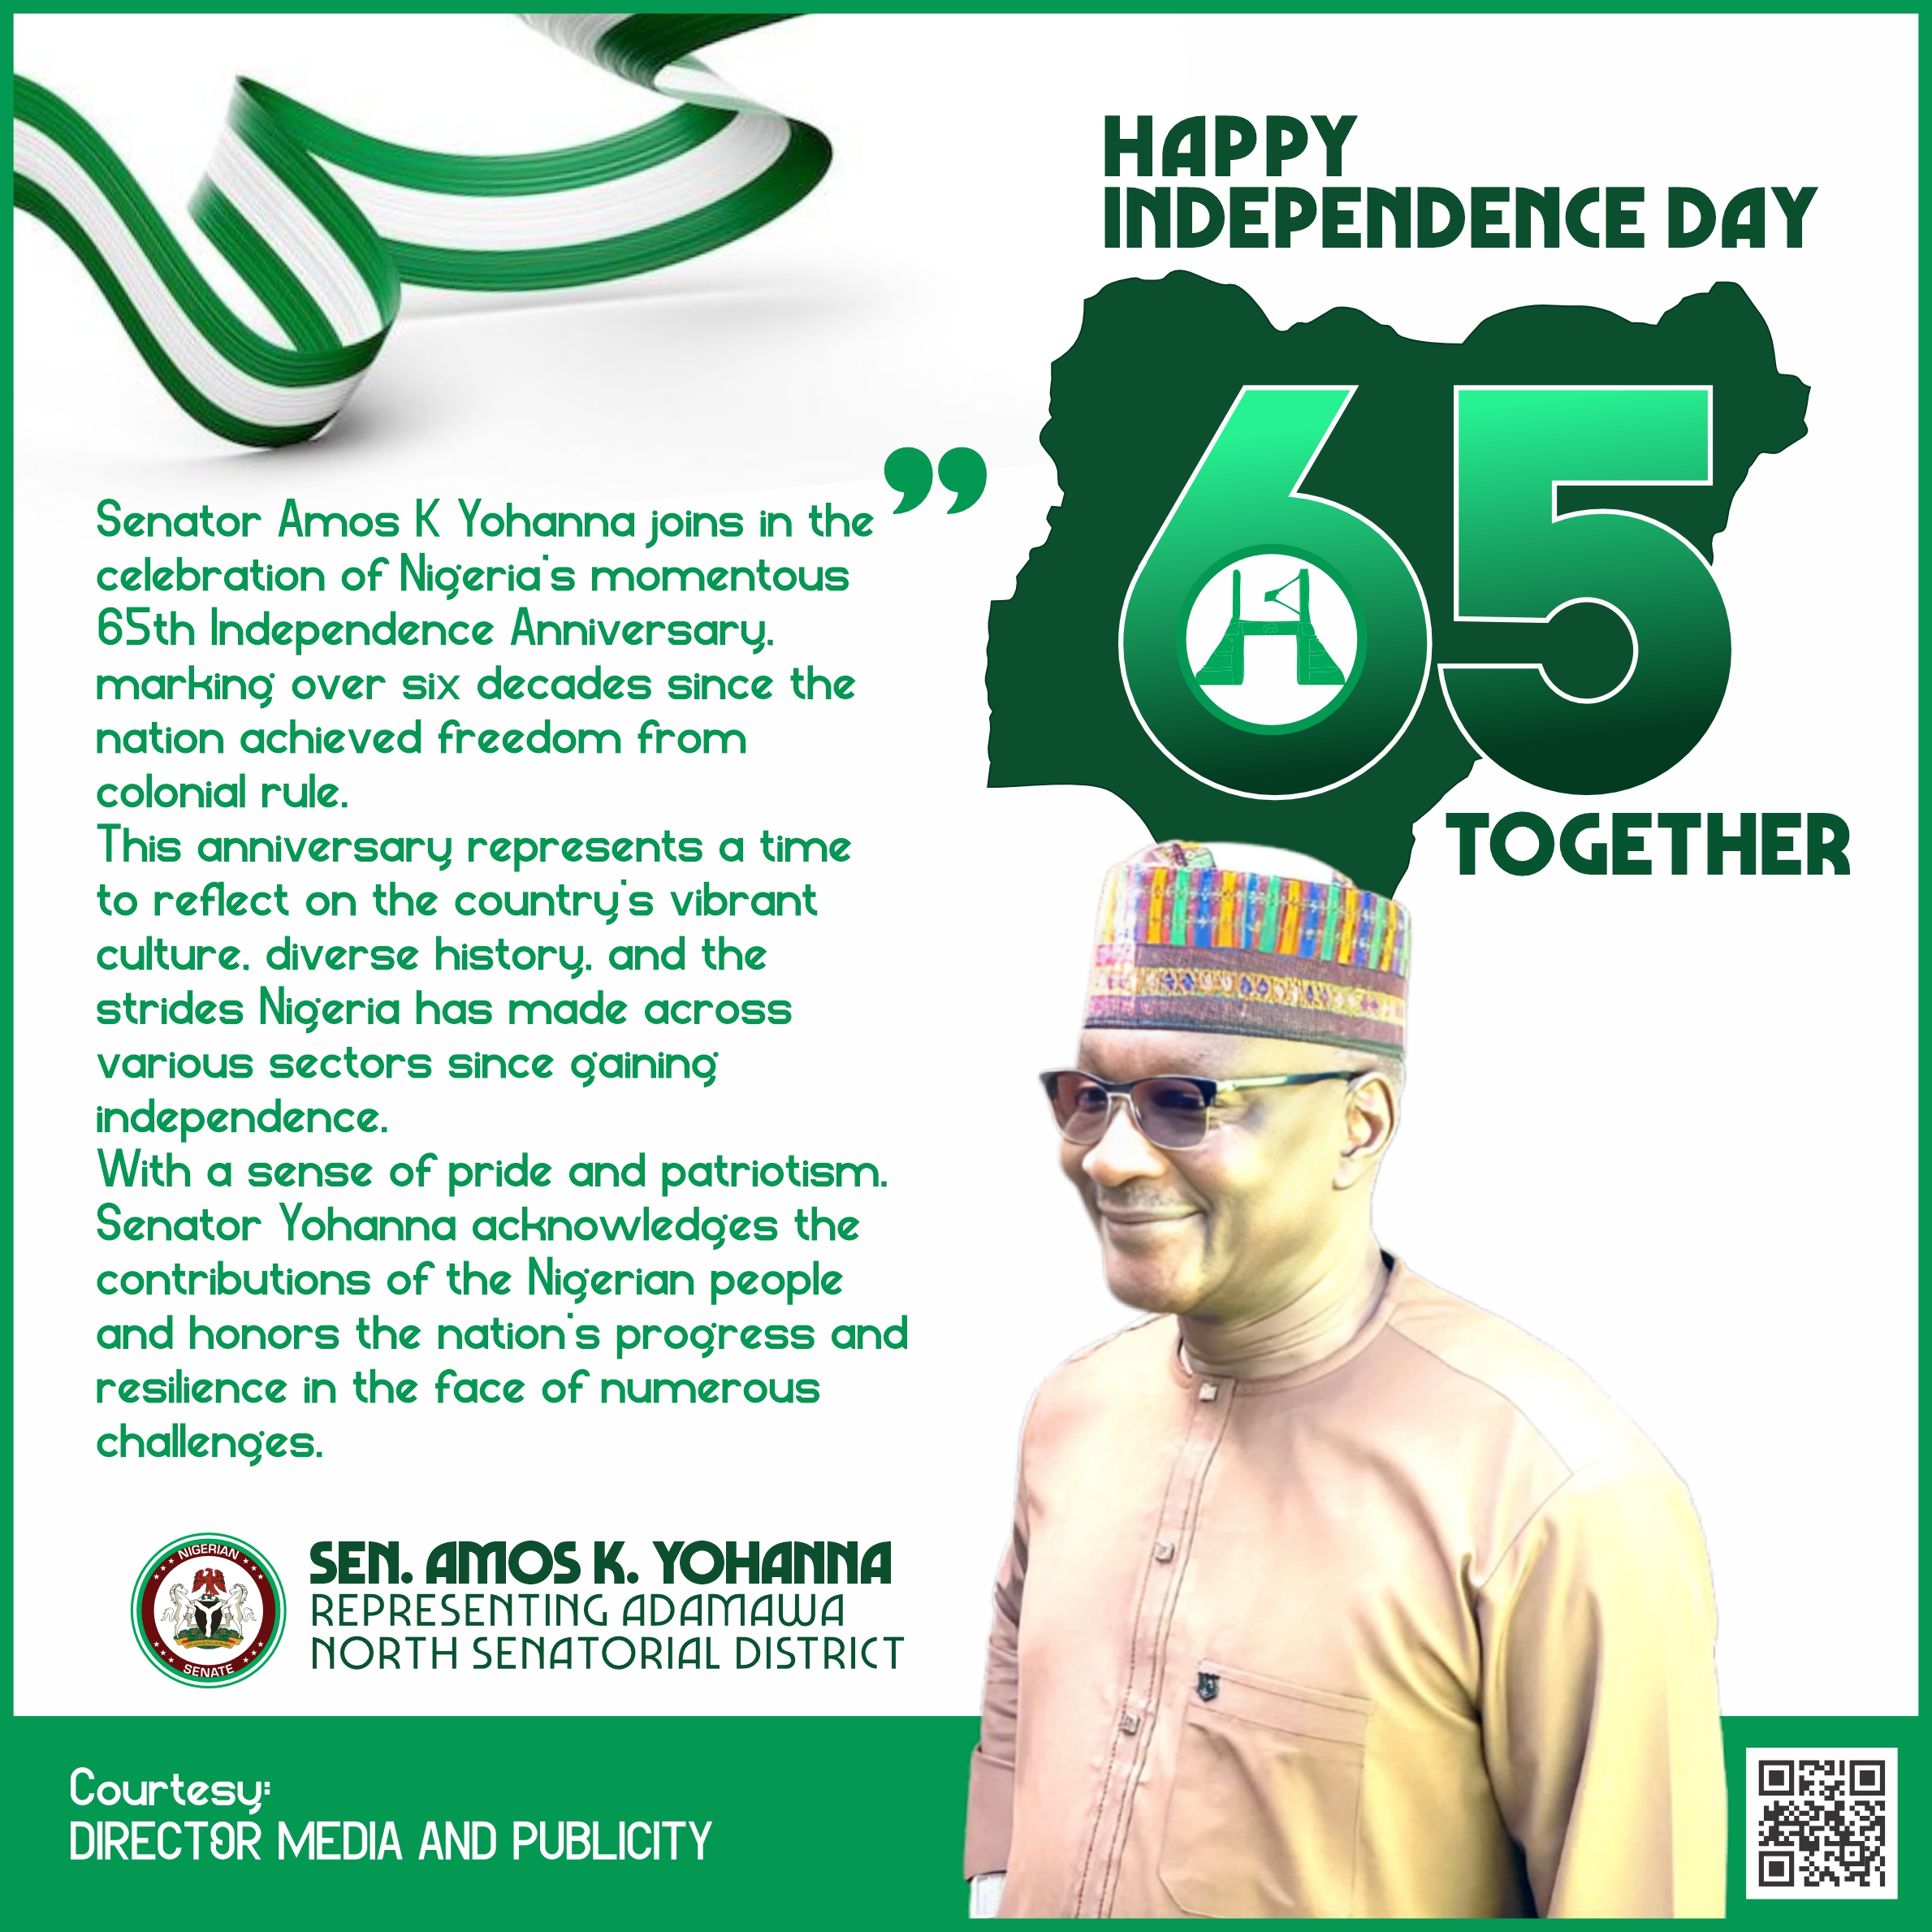 HAPPY
INDEPENDENCE DAY
65
TOGETHER
”
Senator Amos K Yohanna joins in the
celebration of Nigeria's momentous
65th Independence Anniversary,
marking over six decades since the
nation achieved freedom from
colonial rule.
This anniversary represents a time
to reflect on the country's vibrant
culture, diverse history, and the
strides Nigeria has made across
various sectors since gaining
independence.
With a sense of pride and patriotism,
Senator Yohanna acknowledges the
contributions of the Nigerian people
and honors the nation's progress and
resilience in the face of numerous
challenges.
NIGERIAN
SENATE
SEN. AMOS K. YOHANNA
REPRESENTING ADAMAWA
NORTH SENATORIAL DISTRICT
Courtesy:
DIRECTOR MEDIA AND PUBLICITY